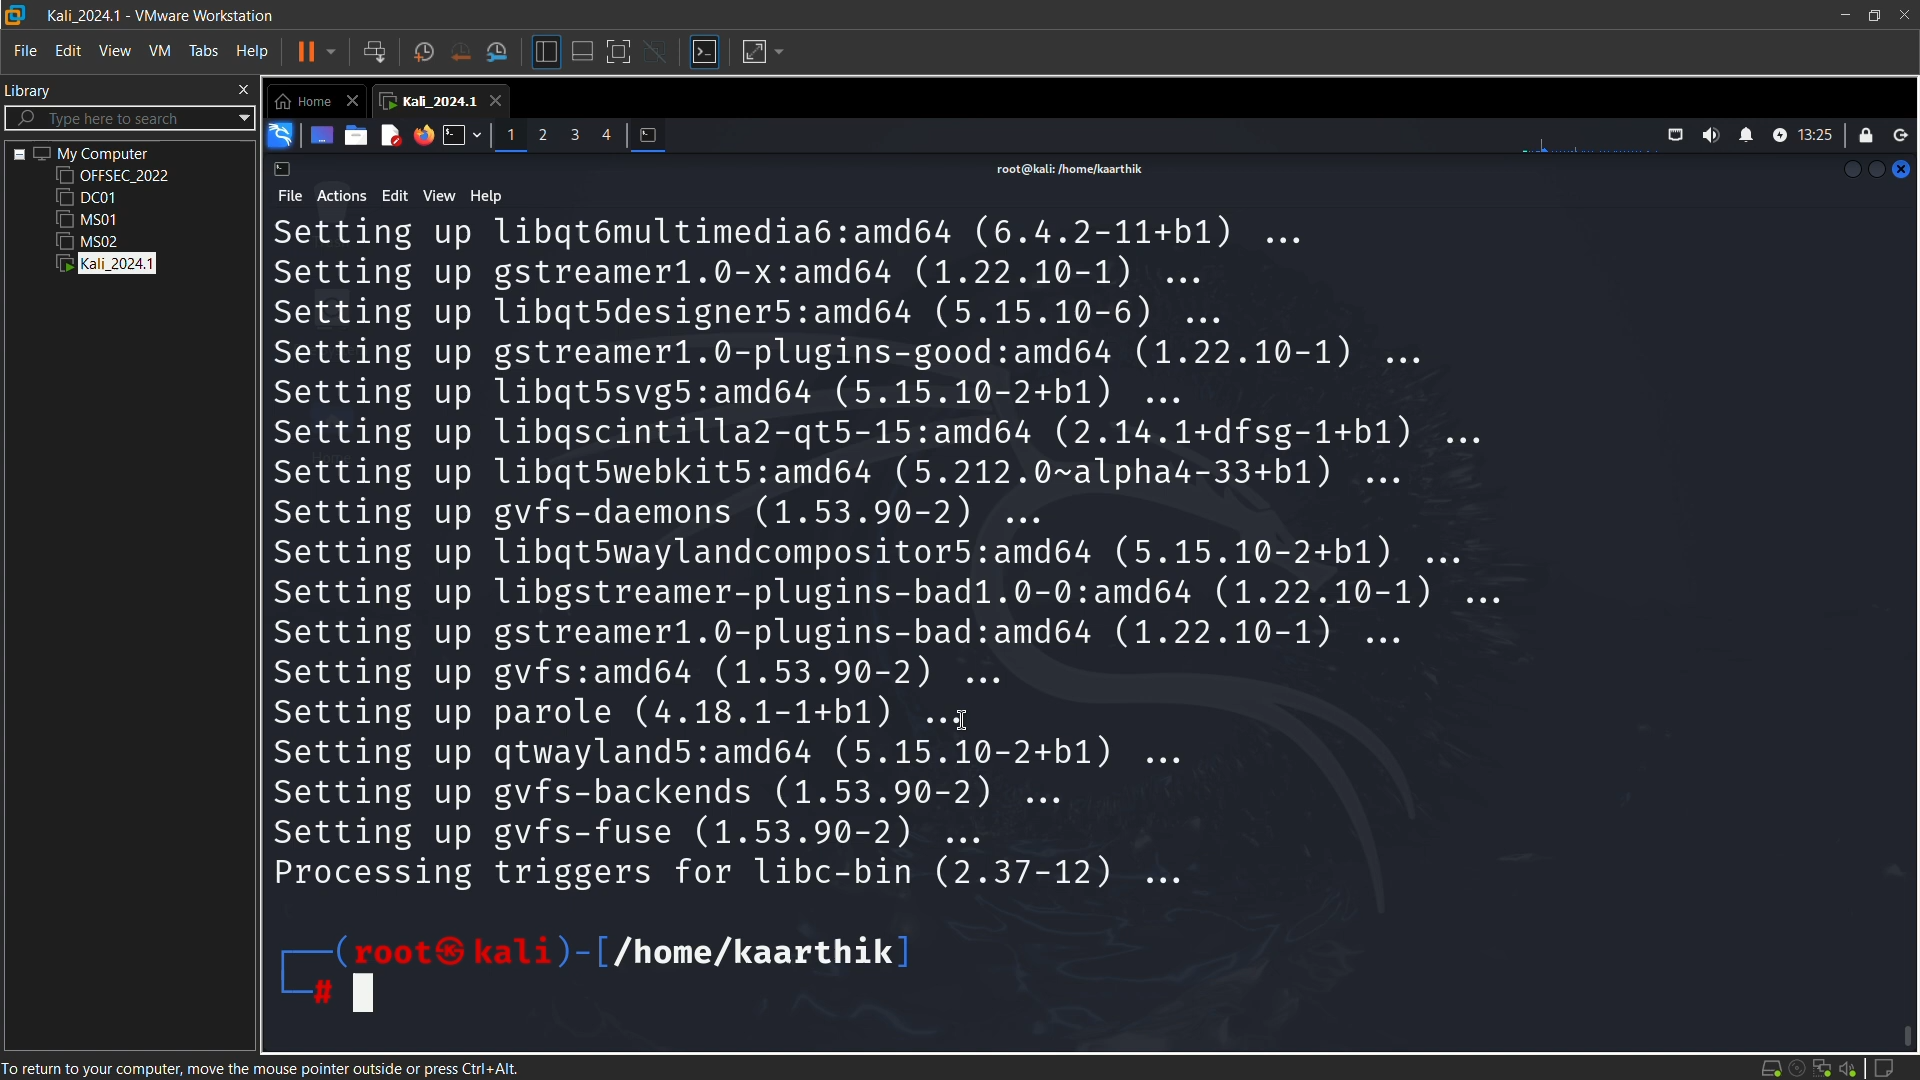 Kali_2024.1 - VMware Workstation
File Edit View VM Tabs Help
Library
Type here to search
My Computer
OFFSEC_2022
DC01
MS01
MS02
Kali_2024.1
Home
Kali_2024.1
1 2 3 4
13:25
root@kali: /home/kaarthik
File Actions Edit View Help
Setting up libqt6multimedia6:amd64 (6.4.2-11+b1) ...
Setting up gstreamer1.0-x:amd64 (1.22.10-1) ...
Setting up libqt5designer5:amd64 (5.15.10-6) ...
Setting up gstreamer1.0-plugins-good:amd64 (1.22.10-1) ...
Setting up libqt5svg5:amd64 (5.15.10-2+b1) ...
Setting up libqscintilla2-qt5-15:amd64 (2.14.1+dfsg-1+b1) ...
Setting up libqt5webkit5:amd64 (5.212.0~alpha4-33+b1) ...
Setting up gvfs-daemons (1.53.90-2) ...
Setting up libqt5waylandcompositor5:amd64 (5.15.10-2+b1) ...
Setting up libgstreamer-plugins-bad1.0-0:amd64 (1.22.10-1) ...
Setting up gstreamer1.0-plugins-bad:amd64 (1.22.10-1) ...
Setting up gvfs:amd64 (1.53.90-2) ...
Setting up parole (4.18.1-1+b1) ...
Setting up qtwayland5:amd64 (5.15.10-2+b1) ...
Setting up gvfs-backends (1.53.90-2) ...
Setting up gvfs-fuse (1.53.90-2) ...
Processing triggers for libc-bin (2.37-12) ...
┌──(root㉿kali)-[/home/kaarthik]
└─#
To return to your computer, move the mouse pointer outside or press Ctrl+Alt.